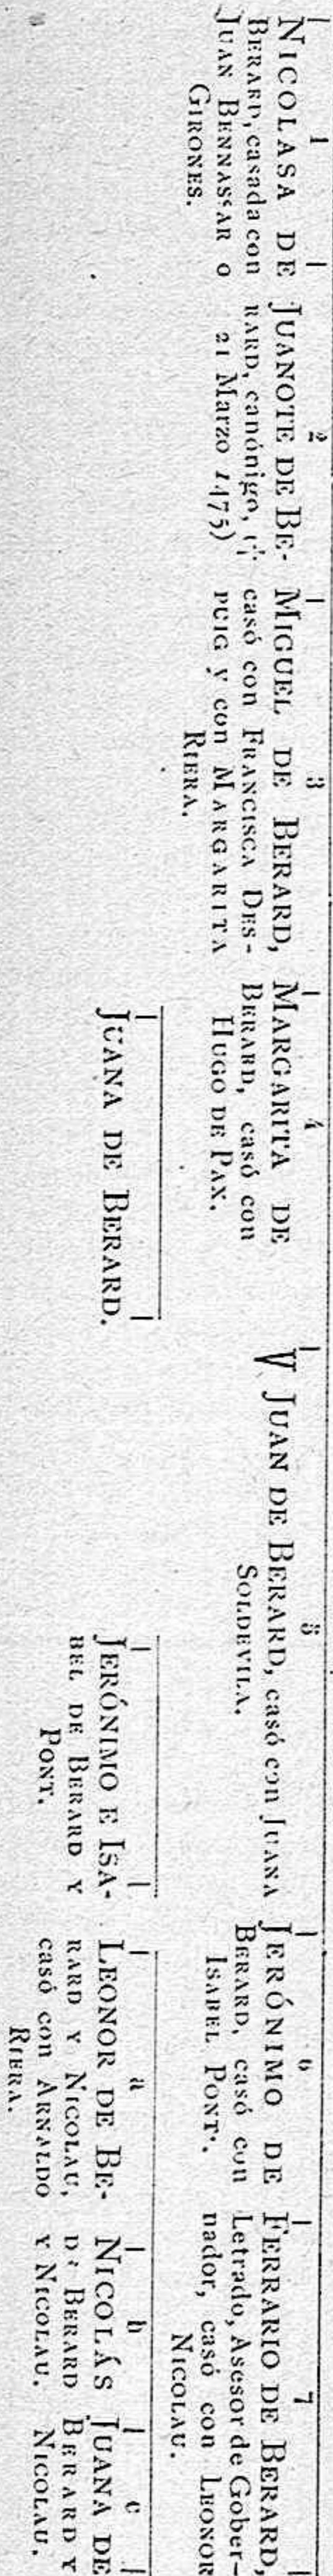 1
NICOLASA DE
BERARD, casada con
JUAN BENNASSAR O
GIRONES.
2
JUANOTE DE BE-
RARD, canónigo, (†
21 Marzo 1475)
3
MIGUEL DE BERARD,
casó con FRANCISCA DES-
PUIG y con MARGARITA
RIERA.
4
MARGARITA DE
BERARD, casó con
HUGO DE PAX.
5
V JUAN DE BERARD, casó con JUANA
SOLDEVILA.
6
JERÓNIMO DE
BERARD, casó con
ISABEL PONT.
7
FERRARIO DE BERARD,
Letrado, Asesor de Gober-
nador, casó con LEONOR
NICOLAU.
JUANA DE BERARD.
JERÓNIMO E ISA-
BEL DE BERARD Y
PONT.
a
LEONOR DE BE-
RARD Y NICOLAU,
casó con ARNALDO
RIERA.
b
NICOLÁS
DE BERARD
Y NICOLAU.
c
JUANA DE
BERARD Y
NICOLAU.